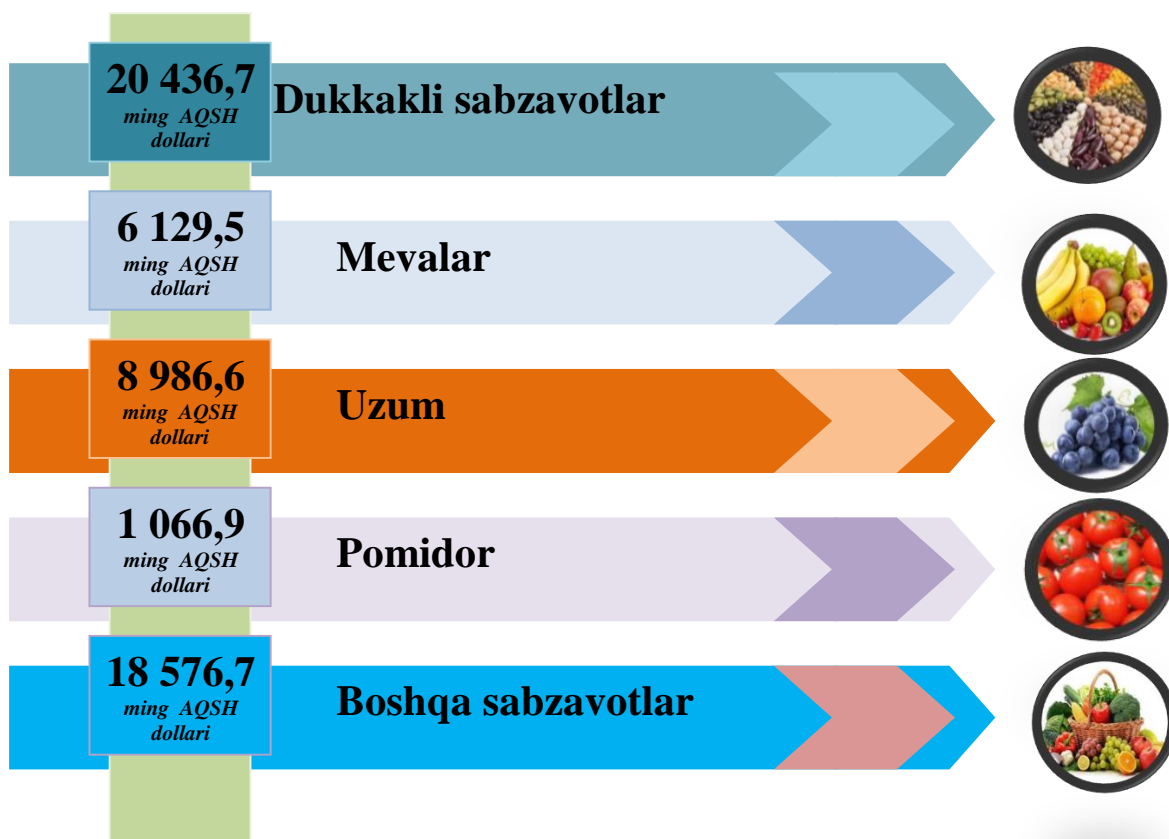 20 436,7
ming AQSH
dollari
Dukkakli sabzavotlar
6 129,5
ming AQSH
dollari
Mevalar
8 986,6
ming AQSH
dollari
Uzum
1 066,9
ming AQSH
dollari
Pomidor
18 576,7
ming AQSH
dollari
Boshqa sabzavotlar